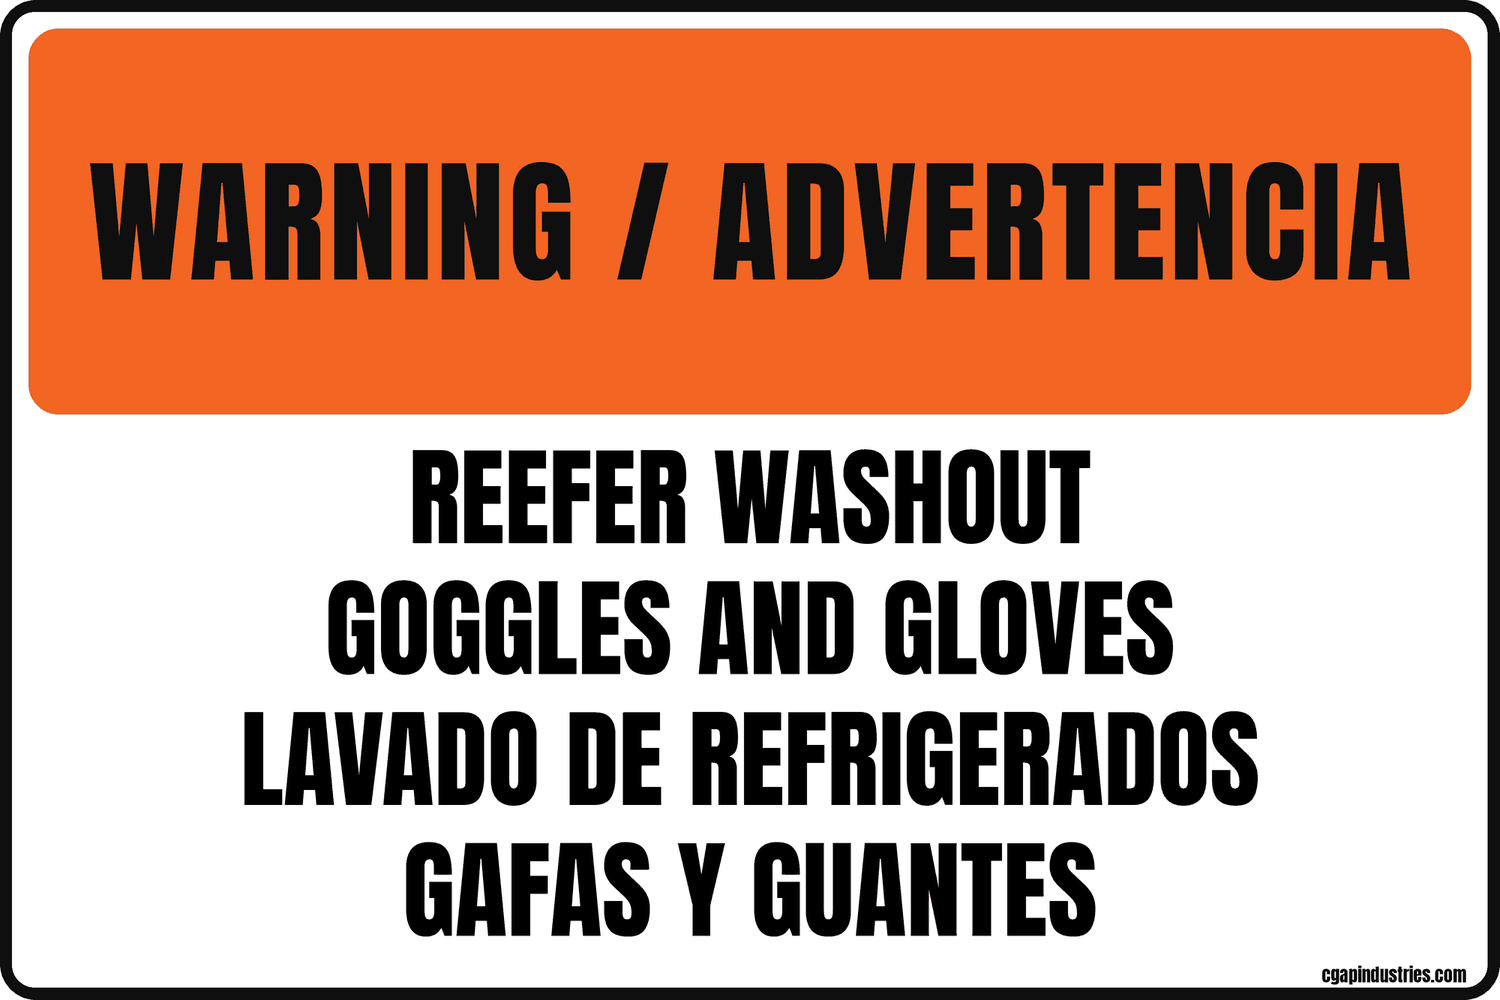 WARNING / ADVERTENCIA
REEFER WASHOUT
GOGGLES AND GLOVES
LAVADO DE REFRIGERADOS
GAFAS Y GUANTES
cgapindustries.com